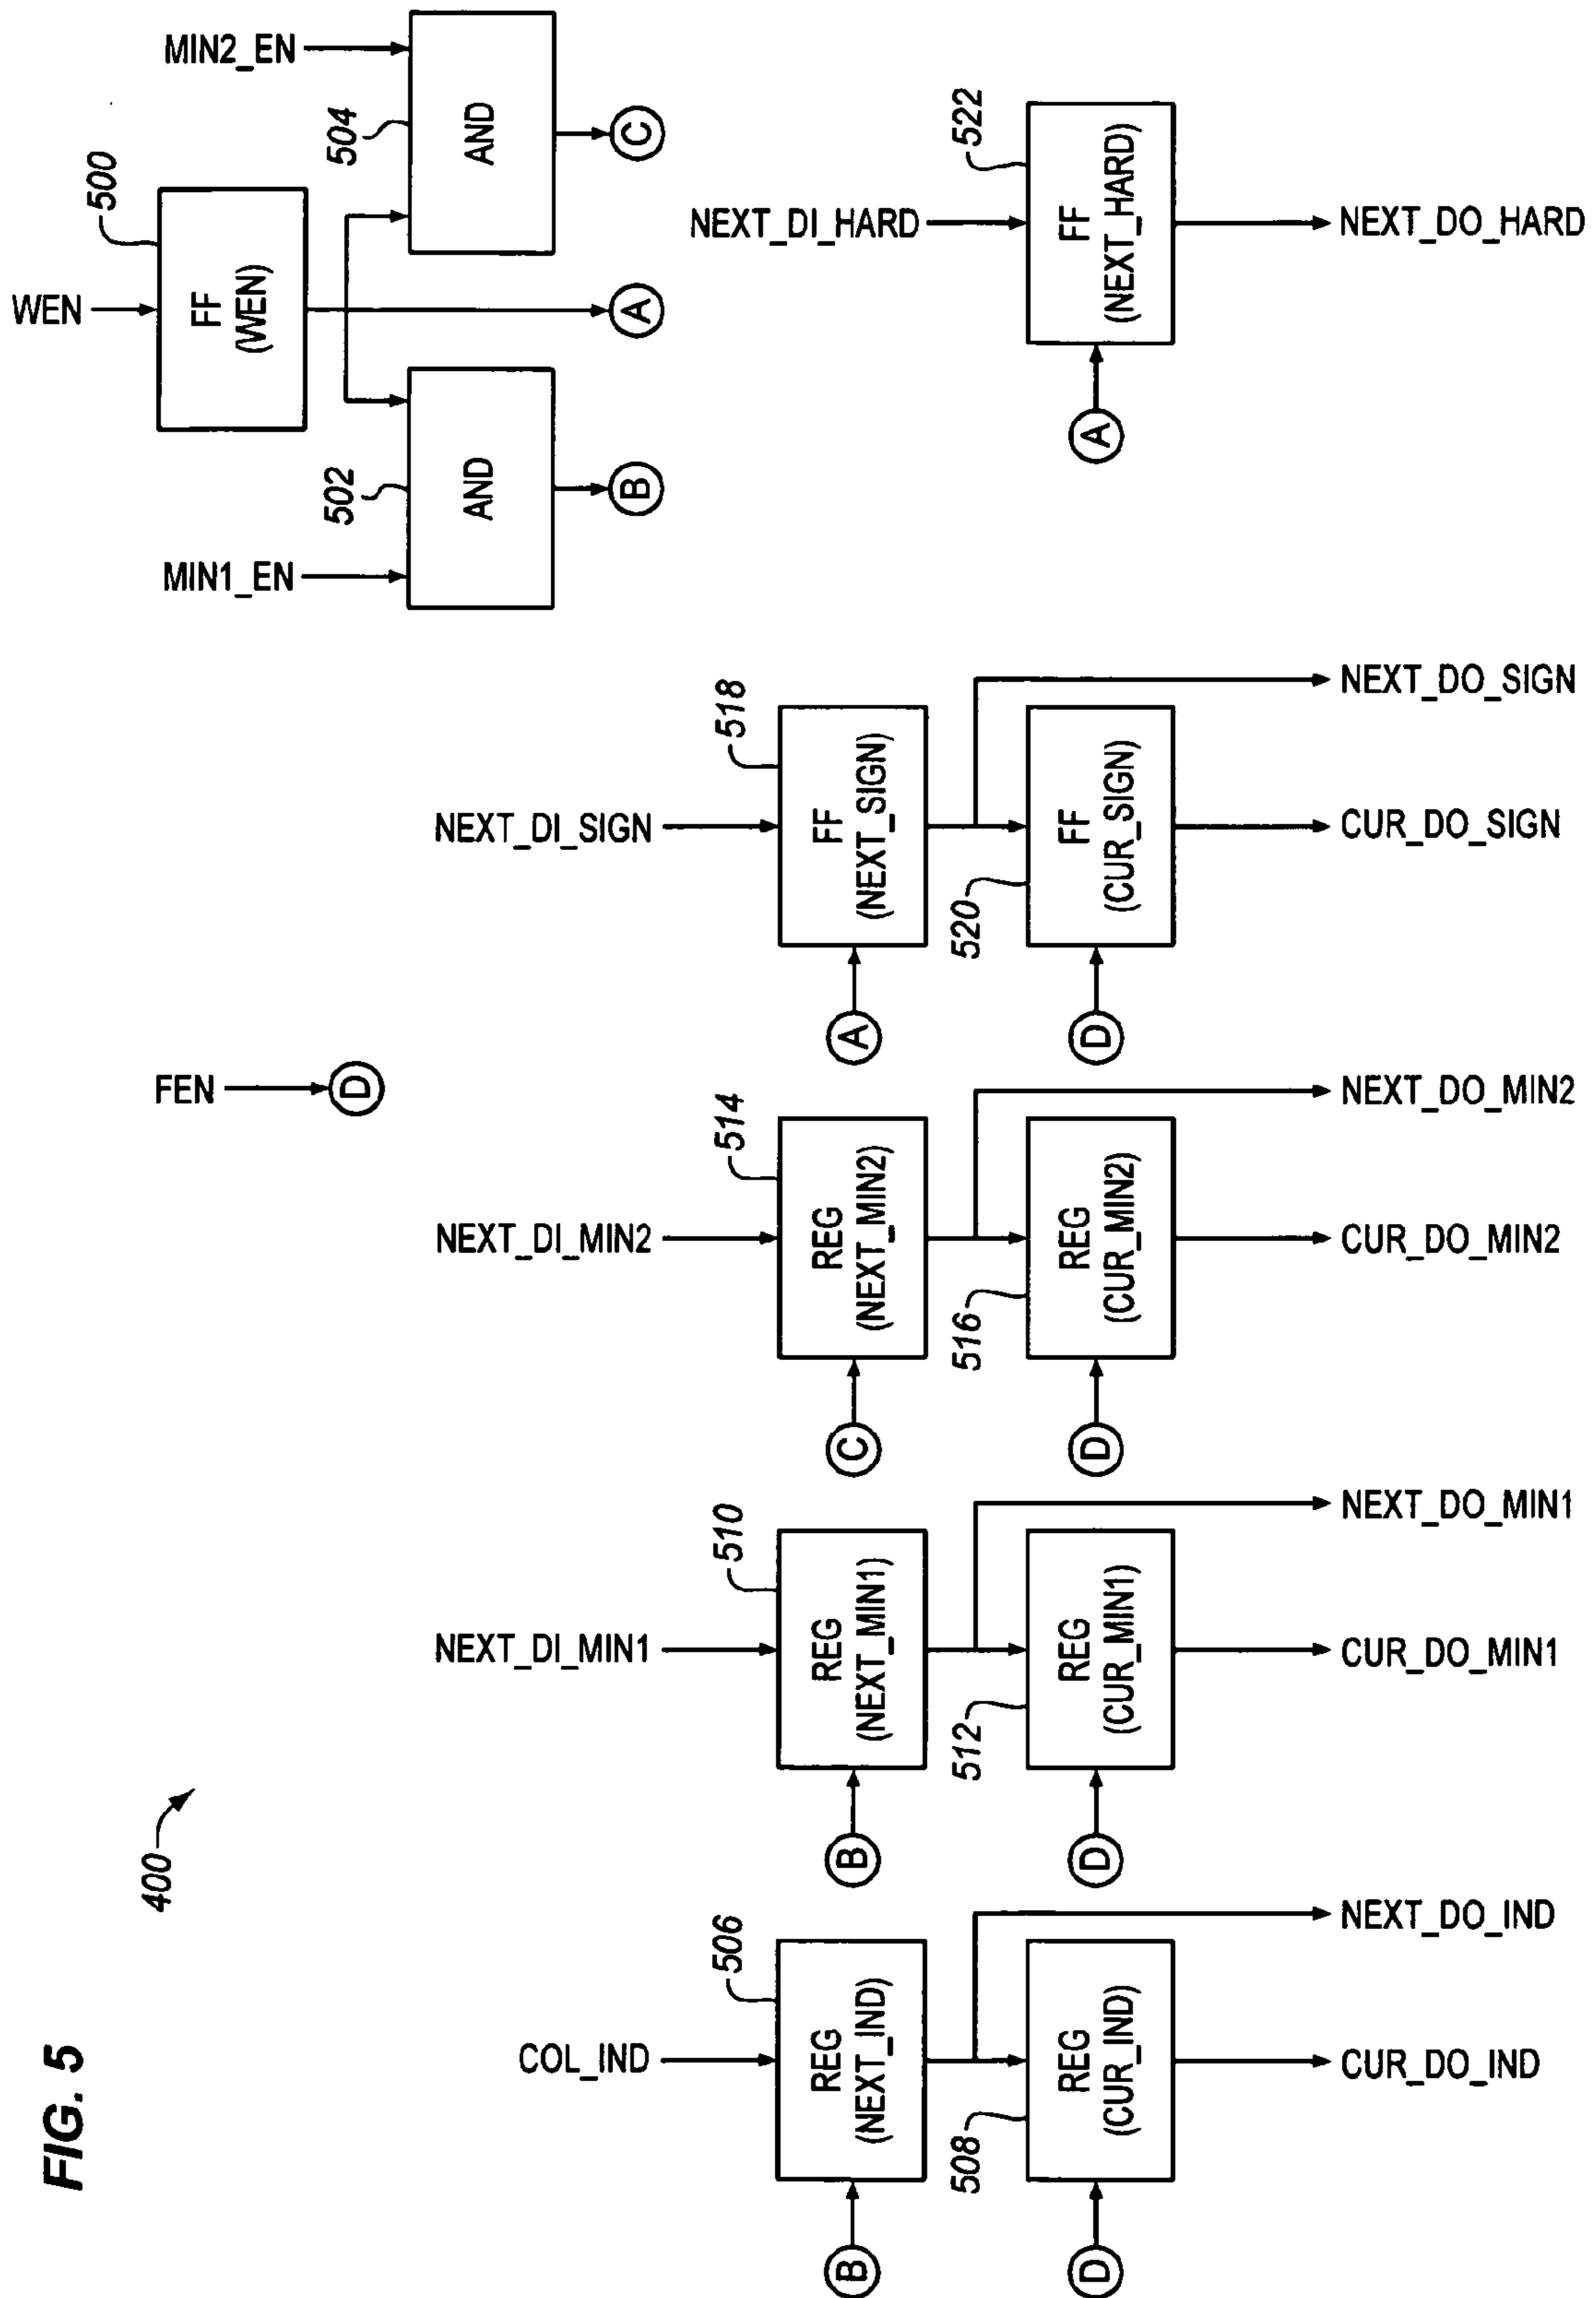 FIG. 5
400
FEN
D
WEN
500
FF
(WEN)
MIN1_EN
MIN2_EN
502
AND
504
AND
B
A
C
COL_IND
NEXT_DI_MIN1
NEXT_DI_MIN2
NEXT_DI_SIGN
506
B
REG
(NEXT_IND)
510
B
REG
(NEXT_MIN1)
514
C
REG
(NEXT_MIN2)
518
A
FF
(NEXT_SIGN)
NEXT_DI_HARD
508
D
REG
(CUR_IND)
512
D
REG
(CUR_MIN1)
516
D
REG
(CUR_MIN2)
520
D
FF
(CUR_SIGN)
522
A
FF
(NEXT_HARD)
CUR_DO_IND
NEXT_DO_IND
CUR_DO_MIN1
NEXT_DO_MIN1
CUR_DO_MIN2
NEXT_DO_MIN2
CUR_DO_SIGN
NEXT_DO_SIGN
NEXT_DO_HARD